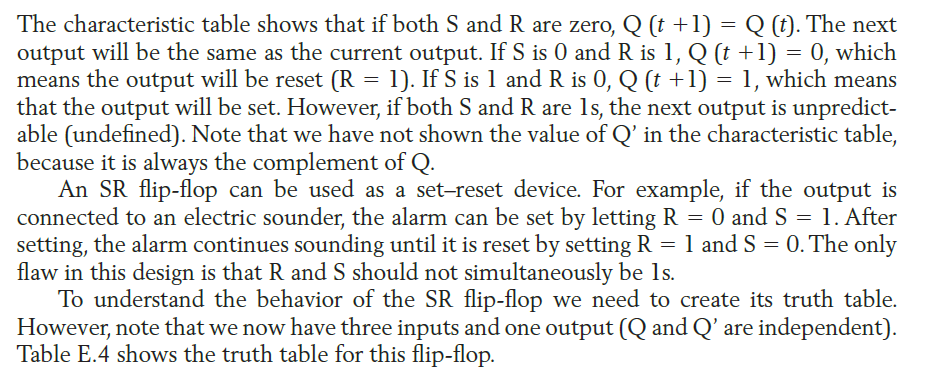 The characteristic table shows that if both S and R are zero, Q (t +1) = Q (t). The next
output will be the same as the current output. If S is 0 and R is 1, Q (t +1) = 0, which
means the output will be reset (R = 1). If S is 1 and R is 0, Q (t +1) = 1, which means
that the output will be set. However, if both S and R are 1s, the next output is unpredict-
able (undefined). Note that we have not shown the value of Q’ in the characteristic table,
because it is always the complement of Q.
An SR flip-flop can be used as a set–reset device. For example, if the output is
connected to an electric sounder, the alarm can be set by letting R = 0 and S = 1. After
setting, the alarm continues sounding until it is reset by setting R = 1 and S = 0. The only
flaw in this design is that R and S should not simultaneously be 1s.
To understand the behavior of the SR flip-flop we need to create its truth table.
However, note that we now have three inputs and one output (Q and Q’ are independent).
Table E.4 shows the truth table for this flip-flop.